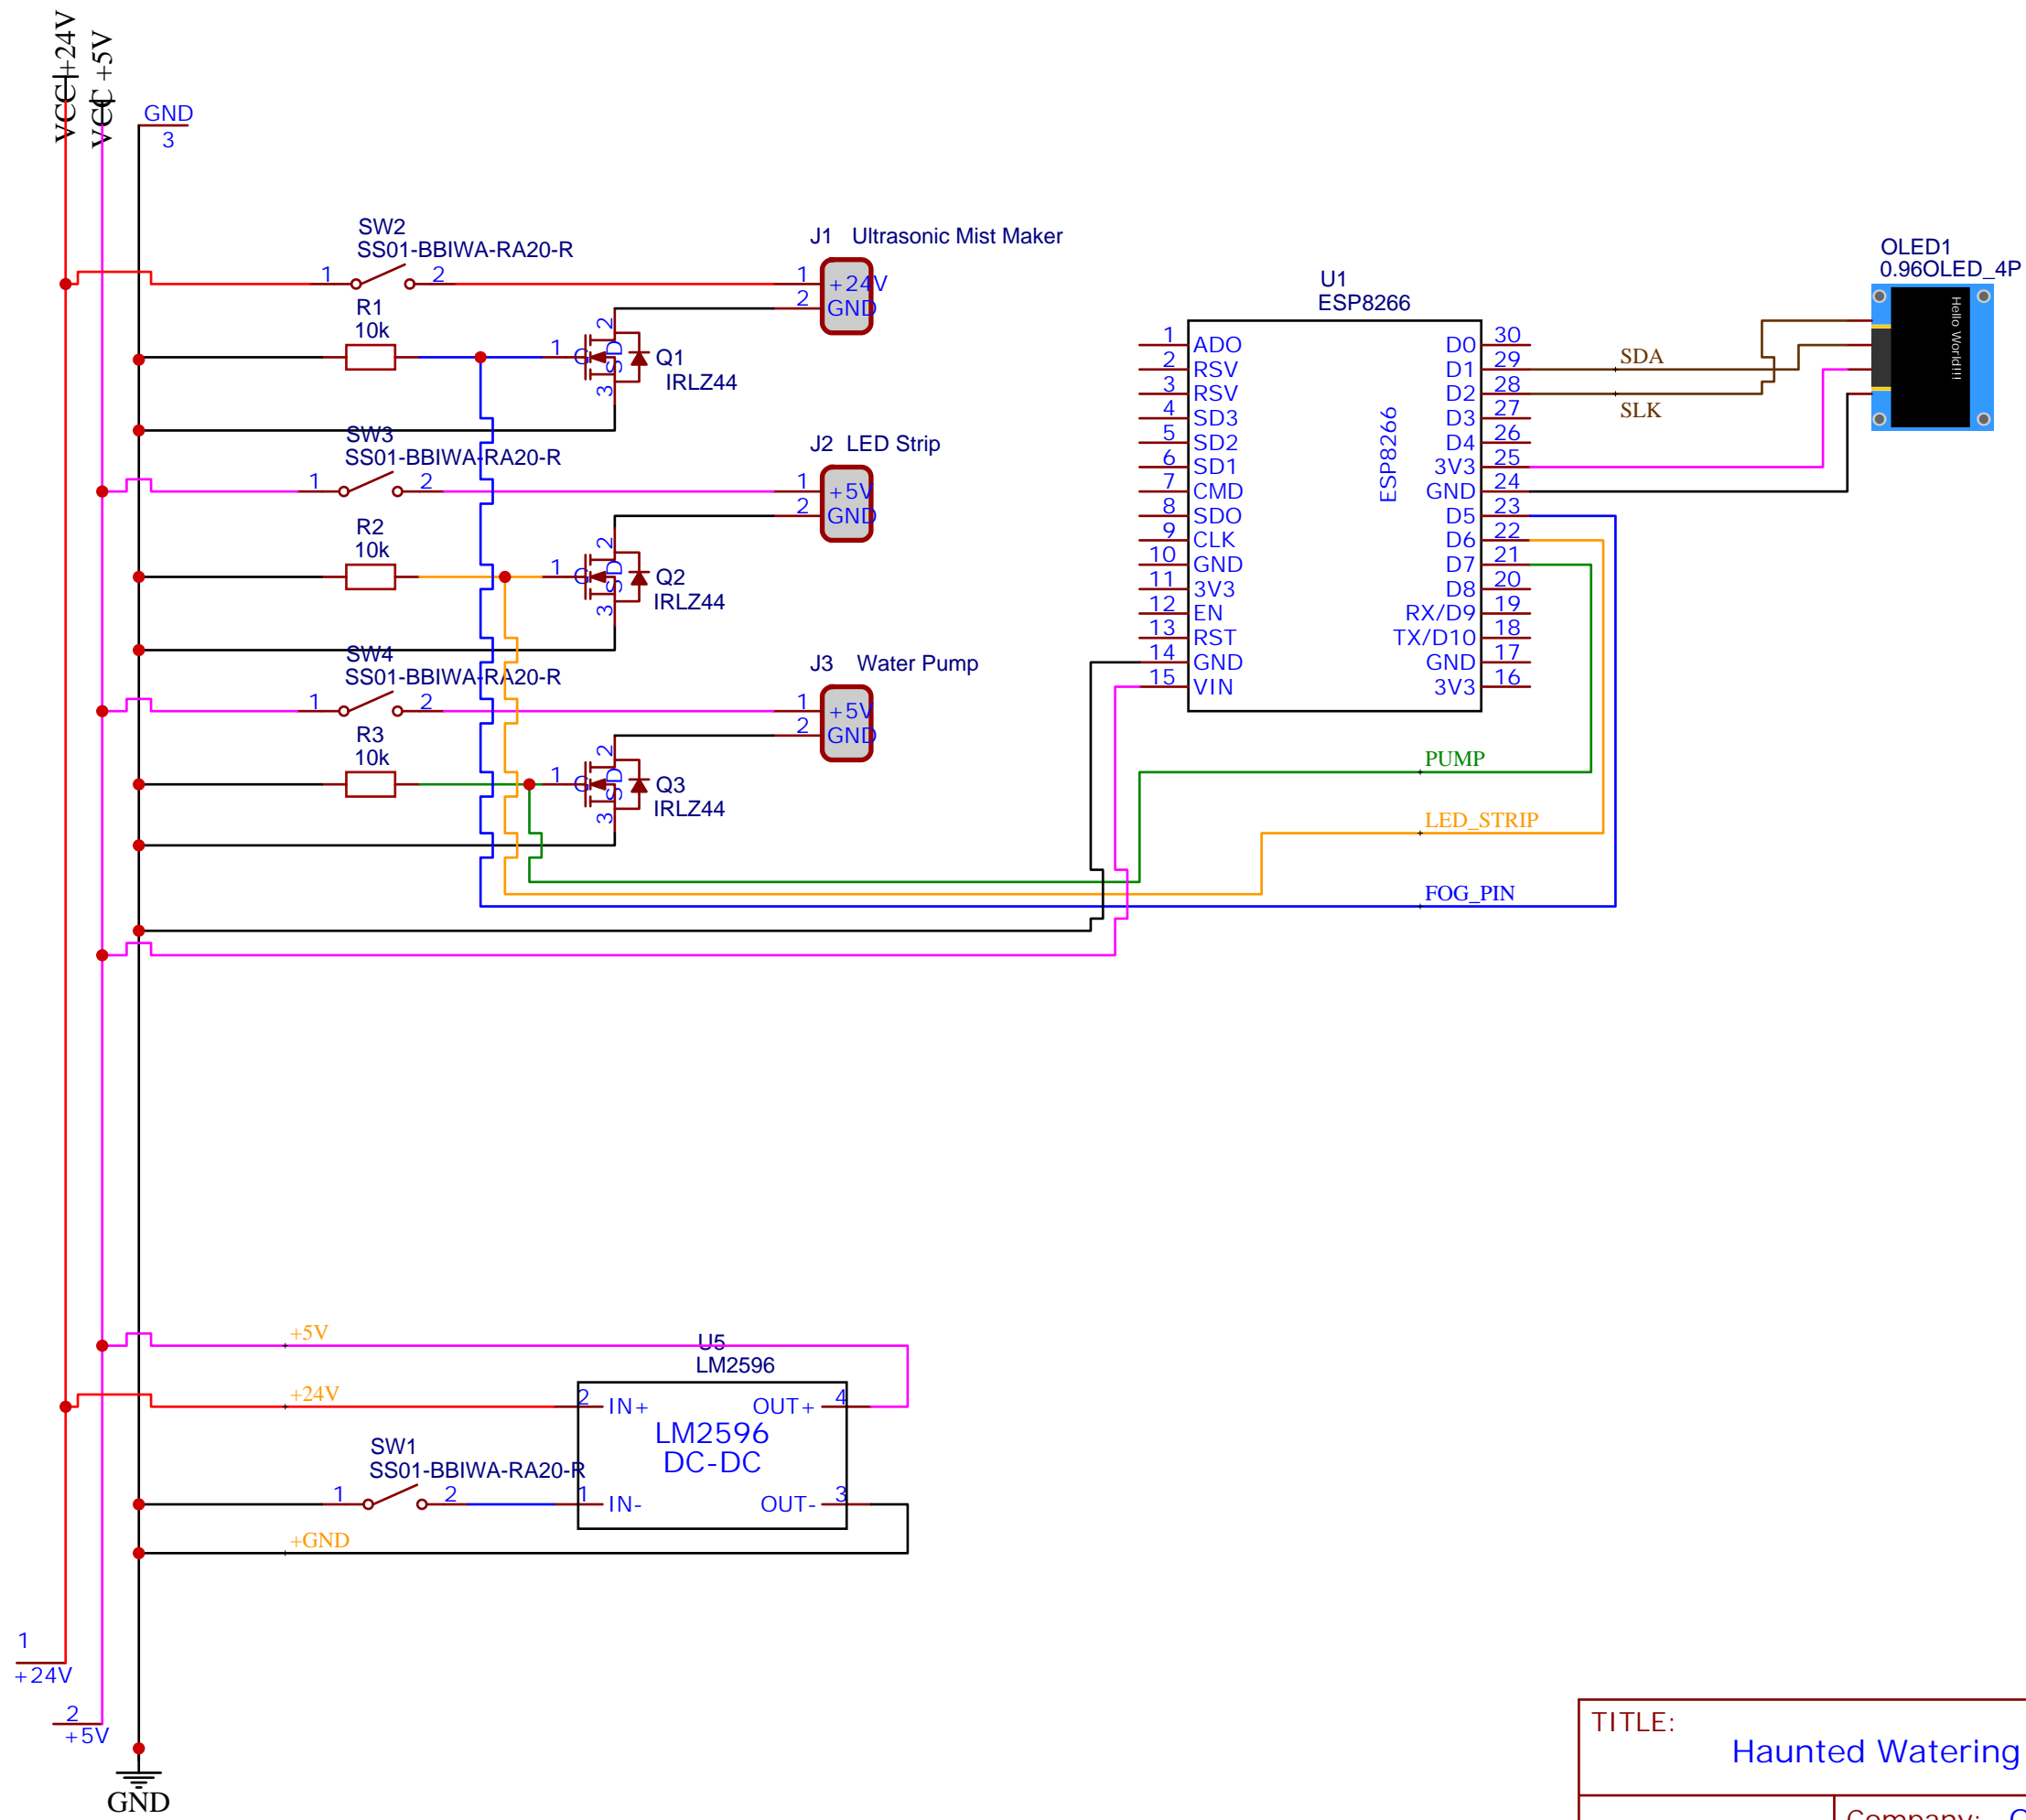 VCC +24V
VCC +5V
GND
3
SW2
SS01-BBIWA-RA20-R
1 2
R1
10k
1 G S D 2 3
Q1
IRLZ44
J1 Ultrasonic Mist Maker
1 +24V
2 GND
SW3
SS01-BBIWA-RA20-R
1 2
R2
10k
1 G S D 2 3
Q2
IRLZ44
J2 LED Strip
1 +5V
2 GND
SW4
SS01-BBIWA-RA20-R
1 2
R3
10k
1 G S D 2 3
Q3
IRLZ44
J3 Water Pump
1 +5V
2 GND
U1
ESP8266
ESP8266
1 ADO
2 RSV
3 RSV
4 SD3
5 SD2
6 SD1
7 CMD
8 SDO
9 CLK
10 GND
11 3V3
12 EN
13 RST
14 GND
15 VIN
D0 30
D1 29
D2 28
D3 27
D4 26
3V3 25
GND 24
D5 23
D6 22
D7 21
D8 20
RX/D9 19
TX/D10 18
GND 17
3V3 16
SDA
SLK
OLED1
0.96OLED_4P
Hello World!!!
PUMP
LED_STRIP
FOG_PIN
+5V
U5
LM2596
+24V
2 IN+
OUT+ 4
LM2596
DC-DC
SW1
SS01-BBIWA-RA20-R
1 2
1 IN-
OUT- 3
+GND
1
+24V
2
+5V
GND
TITLE:
Haunted Watering
Company: